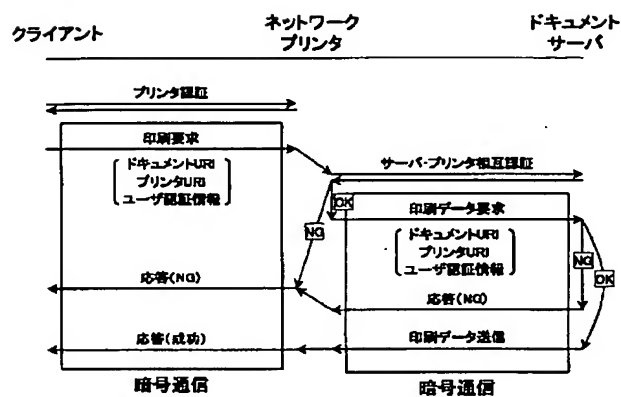 クライアント
ネットワーク
プリンタ
ドキュメント
サーバ
プリンタ認証
印刷要求
ドキュメントURI
プリンタURI
ユーザ認証情報
サーバ・プリンタ相互認証
OK
NG
印刷データ要求
ドキュメントURI
プリンタURI
ユーザ認証情報
NG
OK
応答(NG)
応答(NG)
応答(成功)
印刷データ送信
暗号通信
暗号通信